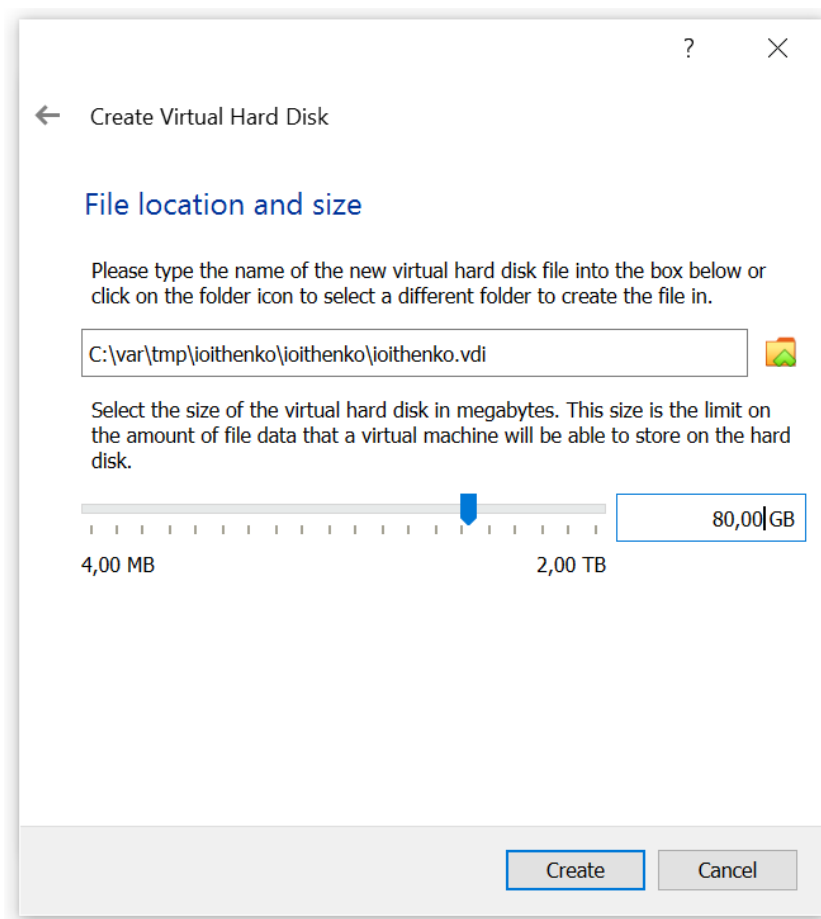 ?
Create Virtual Hard Disk
File location and size
Please type the name of the new virtual hard disk file into the box below or
click on the folder icon to select a different folder to create the file in.
C:\var\tmp\ioithenko\ioithenko\ioithenko.vdi
Select the size of the virtual hard disk in megabytes. This size is the limit on
the amount of file data that a virtual machine will be able to store on the hard
disk.
80,00 GB
4,00 MB 2,00 TB
Create Cancel